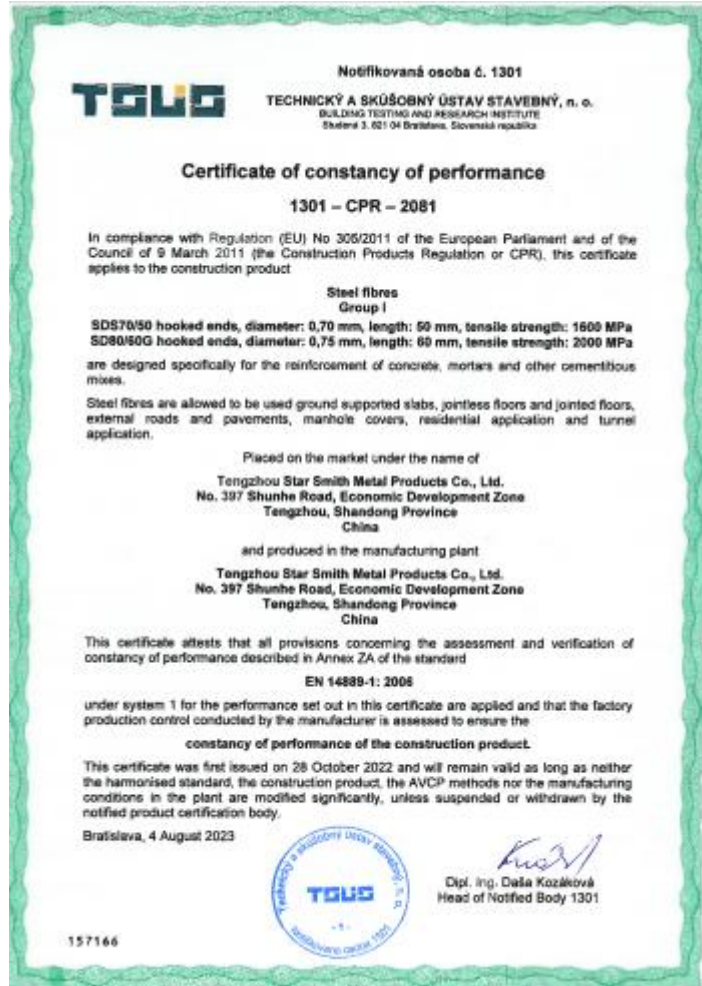 TSUS
Notifikovaná osoba č. 1301
TECHNICKÝ A SKÚŠOBNÝ ÚSTAV STAVEBNÝ, n. o.
BUILDING TESTING AND RESEARCH INSTITUTE
Studená 3, 821 04 Bratislava, Slovenská republika
Certificate of constancy of performance
1301 – CPR – 2081
In compliance with Regulation (EU) No 305/2011 of the European Parliament and of the
Council of 9 March 2011 (the Construction Products Regulation or CPR), this certificate
applies to the construction product
Steel fibres
Group I
SDS70/50 hooked ends, diameter: 0,70 mm, length: 50 mm, tensile strength: 1600 MPa
SD80/60G hooked ends, diameter: 0,75 mm, length: 60 mm, tensile strength: 2000 MPa
are designed specifically for the reinforcement of concrete, mortars and other cementitious
mixes.
Steel fibres are allowed to be used ground supported slabs, jointless floors and jointed floors,
external roads and pavements, manhole covers, residential application and tunnel
application.
Placed on the market under the name of
Tengzhou Star Smith Metal Products Co., Ltd.
No. 397 Shunhe Road, Economic Development Zone
Tengzhou, Shandong Province
China
and produced in the manufacturing plant
Tengzhou Star Smith Metal Products Co., Ltd.
No. 397 Shunhe Road, Economic Development Zone
Tengzhou, Shandong Province
China
This certificate attests that all provisions concerning the assessment and verification of
constancy of performance described in Annex ZA of the standard
EN 14889-1: 2006
under system 1 for the performance set out in this certificate are applied and that the factory
production control conducted by the manufacturer is assessed to ensure the
constancy of performance of the construction product.
This certificate was first issued on 28 October 2022 and will remain valid as long as neither
the harmonised standard, the construction product, the AVCP methods nor the manufacturing
conditions in the plant are modified significantly, unless suspended or withdrawn by the
notified product certification body.
Bratislava, 4 August 2023
Technický a skúšobný ústav stavebný, n. o.
TSUS
- 1 -
notifikovaná osoba 1301
Dipl. Ing. Daša Kozáková
Head of Notified Body 1301
157166